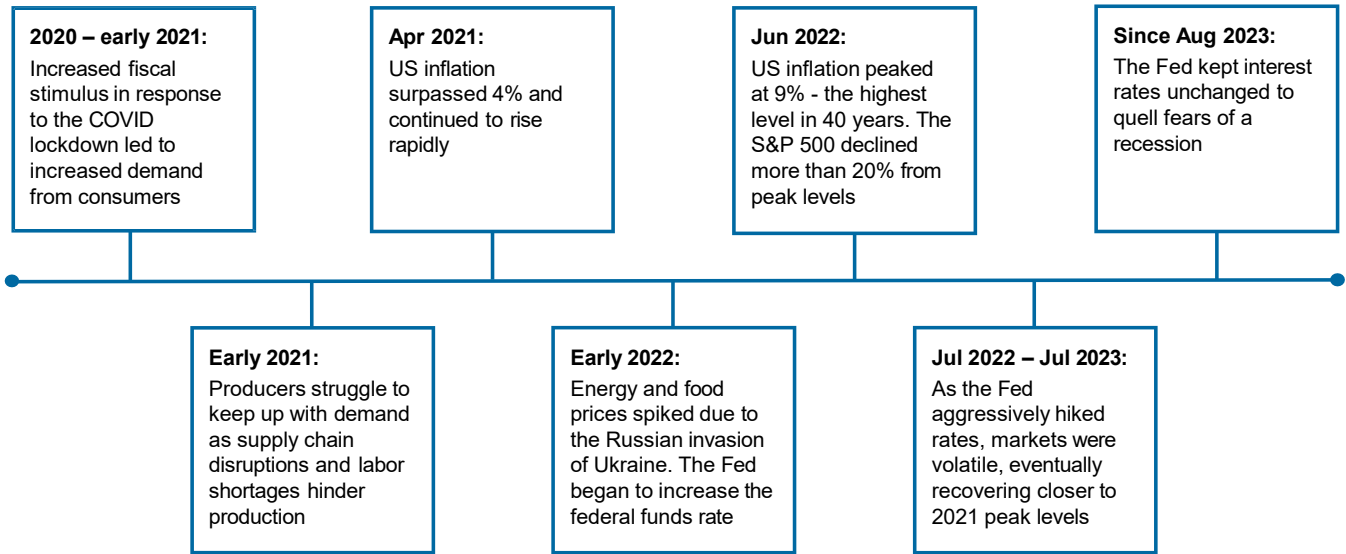 2020 – early 2021:
Increased fiscal
stimulus in response
to the COVID
lockdown led to
increased demand
from consumers
Apr 2021:
US inflation
surpassed 4% and
continued to rise
rapidly
Jun 2022:
US inflation peaked
at 9% - the highest
level in 40 years. The
S&P 500 declined
more than 20% from
peak levels
Since Aug 2023:
The Fed kept interest
rates unchanged to
quell fears of a
recession
Early 2021:
Producers struggle to
keep up with demand
as supply chain
disruptions and labor
shortages hinder
production
Early 2022:
Energy and food
prices spiked due to
the Russian invasion
of Ukraine. The Fed
began to increase the
federal funds rate
Jul 2022 – Jul 2023:
As the Fed
aggressively hiked
rates, markets were
volatile, eventually
recovering closer to
2021 peak levels